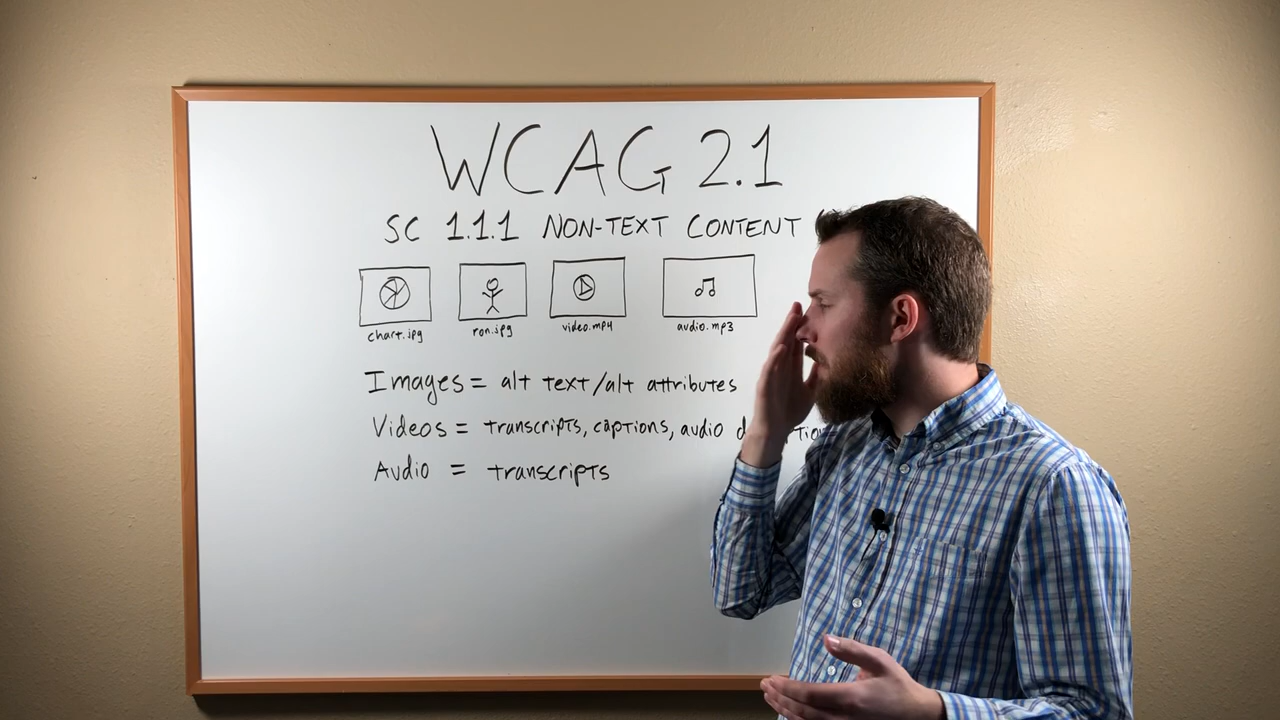 WCAG 2.1
SC 1.1.1 NON-TEXT CONTENT
chart.jpg
ron.jpg
video.mp4
audio.mp3
Images = alt text/alt attributes
Videos = transcripts, captions, audio
Audio = transcripts